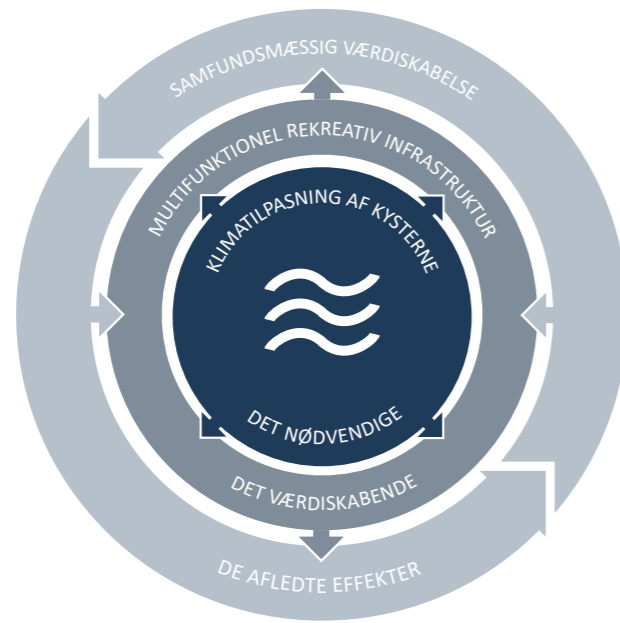 SAMFUNDSMÆSSIG VÆRDISKABELSE
MULTIFUNKTIONEL REKREATIV INFRASTRUKTUR
KLIMATILPASNING AF KYSTERNE
DET NØDVENDIGE
DET VÆRDISKABENDE
DE AFLEDTE EFFEKTER